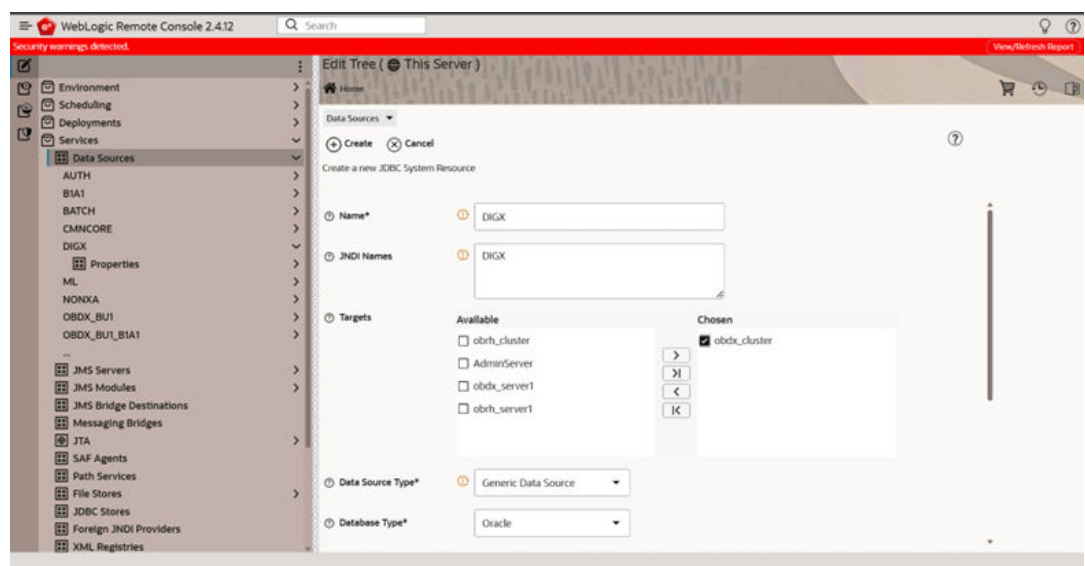 WebLogic Remote Console 2.4.12
Search
Security warnings detected.
View/Refresh Report
Edit Tree ( This Server )
Home
Environment
Scheduling
Deployments
Services
Data Sources
AUTH
B1A1
BATCH
CMNCORE
DIGX
Properties
ML
NONXA
OBDX_BU1
OBDX_BU1_B1A1
...
JMS Servers
JMS Modules
JMS Bridge Destinations
Messaging Bridges
JTA
SAF Agents
Path Services
File Stores
JDBC Stores
Foreign JNDI Providers
XML Registries
Data Sources
Create Cancel
Create a new JDBC System Resource
Name* DIGX
JNDI Names DIGX
Targets
Available Chosen
obrh_cluster obdx_cluster
AdminServer
obdx_server1
obrh_server1
Data Source Type* Generic Data Source
Database Type* Oracle